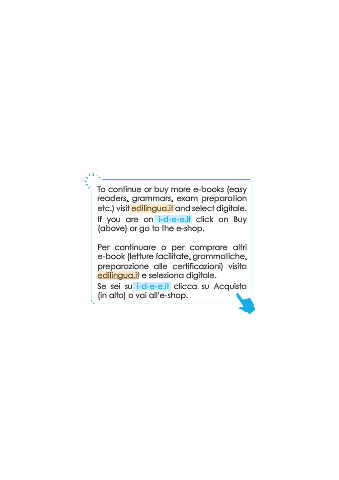 To continue or buy more e-books (easy
readers, grammars, exam preparation
etc.) visit edilingua.it and select digitale.
If you are on i-d-e-e.it click on Buy
(above) or go to the e-shop.
Per continuare o per comprare altri
e-book (letture facilitate, grammatiche,
preparazione alle certificazioni) visita
edilingua.it e seleziona digitale.
Se sei su i-d-e-e.it clicca su Acquista
(in alto) o vai all'e-shop.